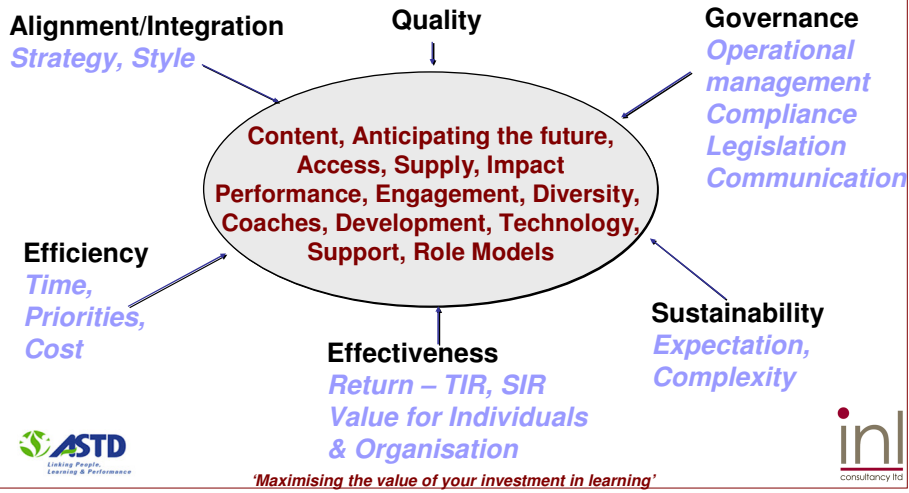 Alignment/Integration
Strategy, Style
Quality
Governance
Operational
management
Compliance
Legislation
Communication
Content, Anticipating the future,
Access, Supply, Impact
Performance, Engagement, Diversity,
Coaches, Development, Technology,
Support, Role Models
Efficiency
Time,
Priorities,
Cost
Effectiveness
Return – TIR, SIR
Value for Individuals
& Organisation
Sustainability
Expectation,
Complexity
ASTD
Linking People,
Learning & Performance
'Maximising the value of your investment in learning'
inl
consultancy ltd